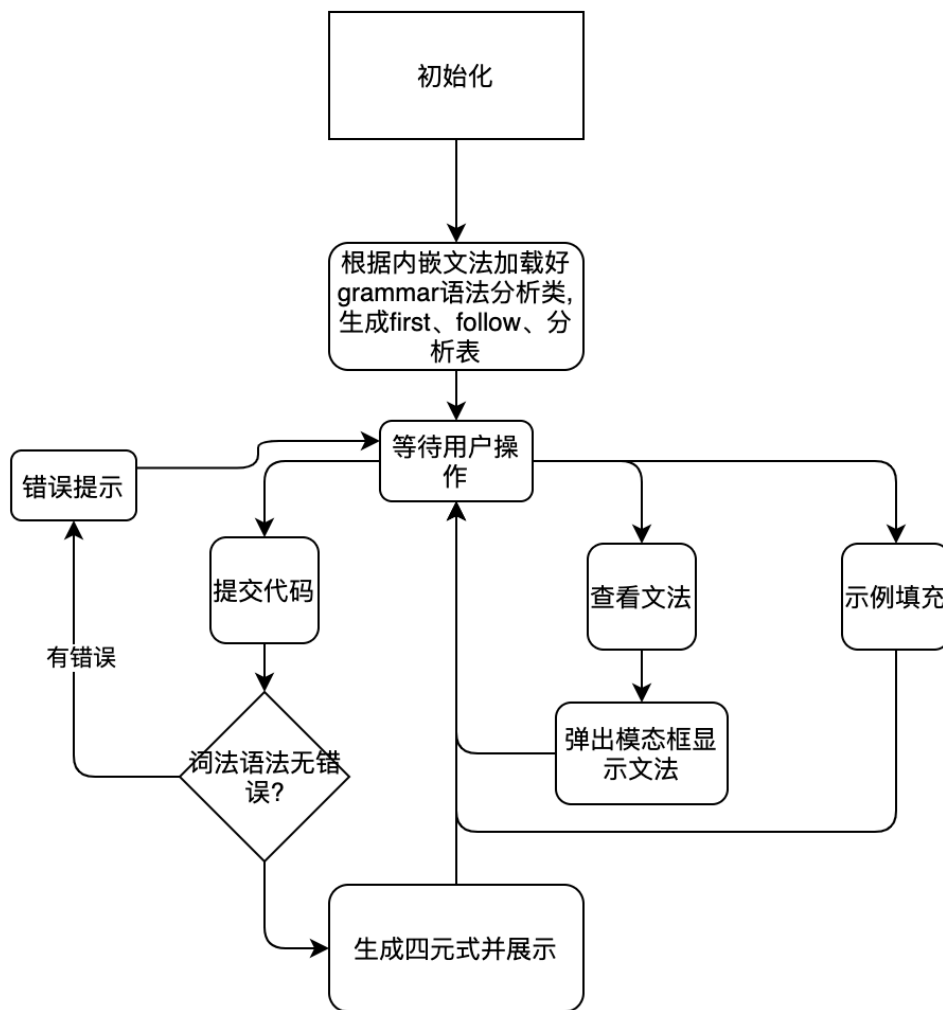 初始化
根据内嵌文法加载好
grammar语法分析类,
生成first、follow、分
析表
等待用户操
作
错误提示
提交代码
查看文法
示例填充
有错误
弹出模态框显
示文法
词法语法无错
误?
生成四元式并展示